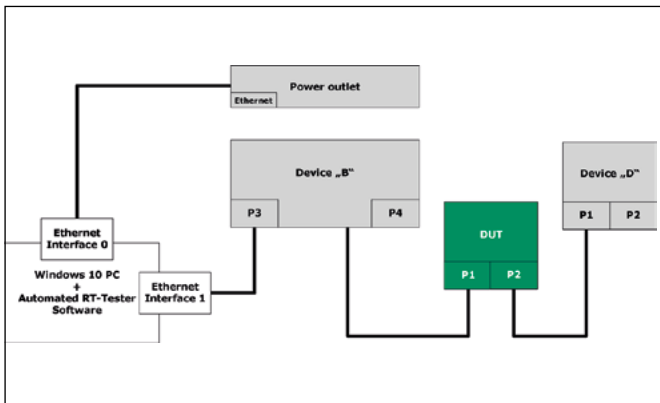 Power outlet
Ethernet
Device „B“
P3
P4
Device „D“
P1
P2
DUT
P1
P2
Ethernet
Interface 0
Windows 10 PC
+
Automated RT-Tester
Software
Ethernet
Interface 1